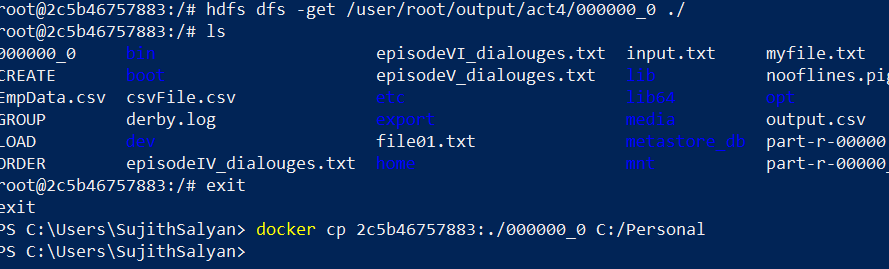 root@2c5b46757883:/# hdfs dfs -get /user/root/output/act4/000000_0 ./
root@2c5b46757883:/# ls
000000_0 bin episodeVI_dialouges.txt input.txt myfile.txt
CREATE boot episodeV_dialouges.txt lib nooflines.pig
EmpData.csv csvFile.csv etc lib64 opt
GROUP derby.log export media output.csv
LOAD dev file01.txt metastore_db part-r-00000
ORDER episodeIV_dialouges.txt home mnt part-r-00000_
root@2c5b46757883:/# exit
exit
PS C:\Users\SujithSalyan> docker cp 2c5b46757883:./000000_0 C:/Personal
PS C:\Users\SujithSalyan>